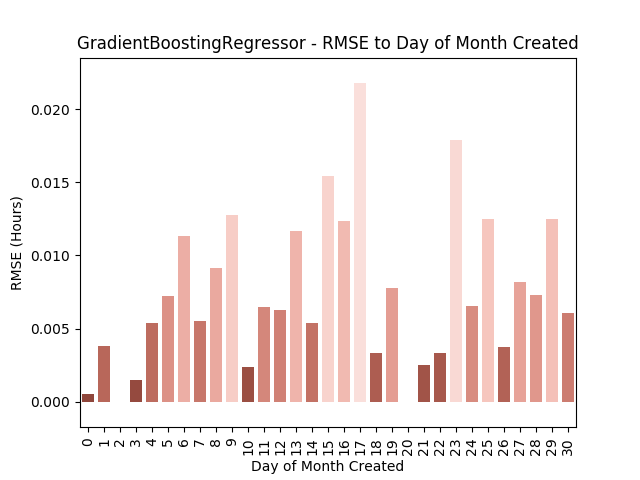 GradientBoostingRegressor - RMSE to Day of Month Created
RMSE (Hours)
0.020
0.015
0.010
0.005
0.000
0 1 2 3 4 5 6 7 8 9 10 11 12 13 14 15 16 17 18 19 20 21 22 23 24 25 26 27 28 29 30
Day of Month Created